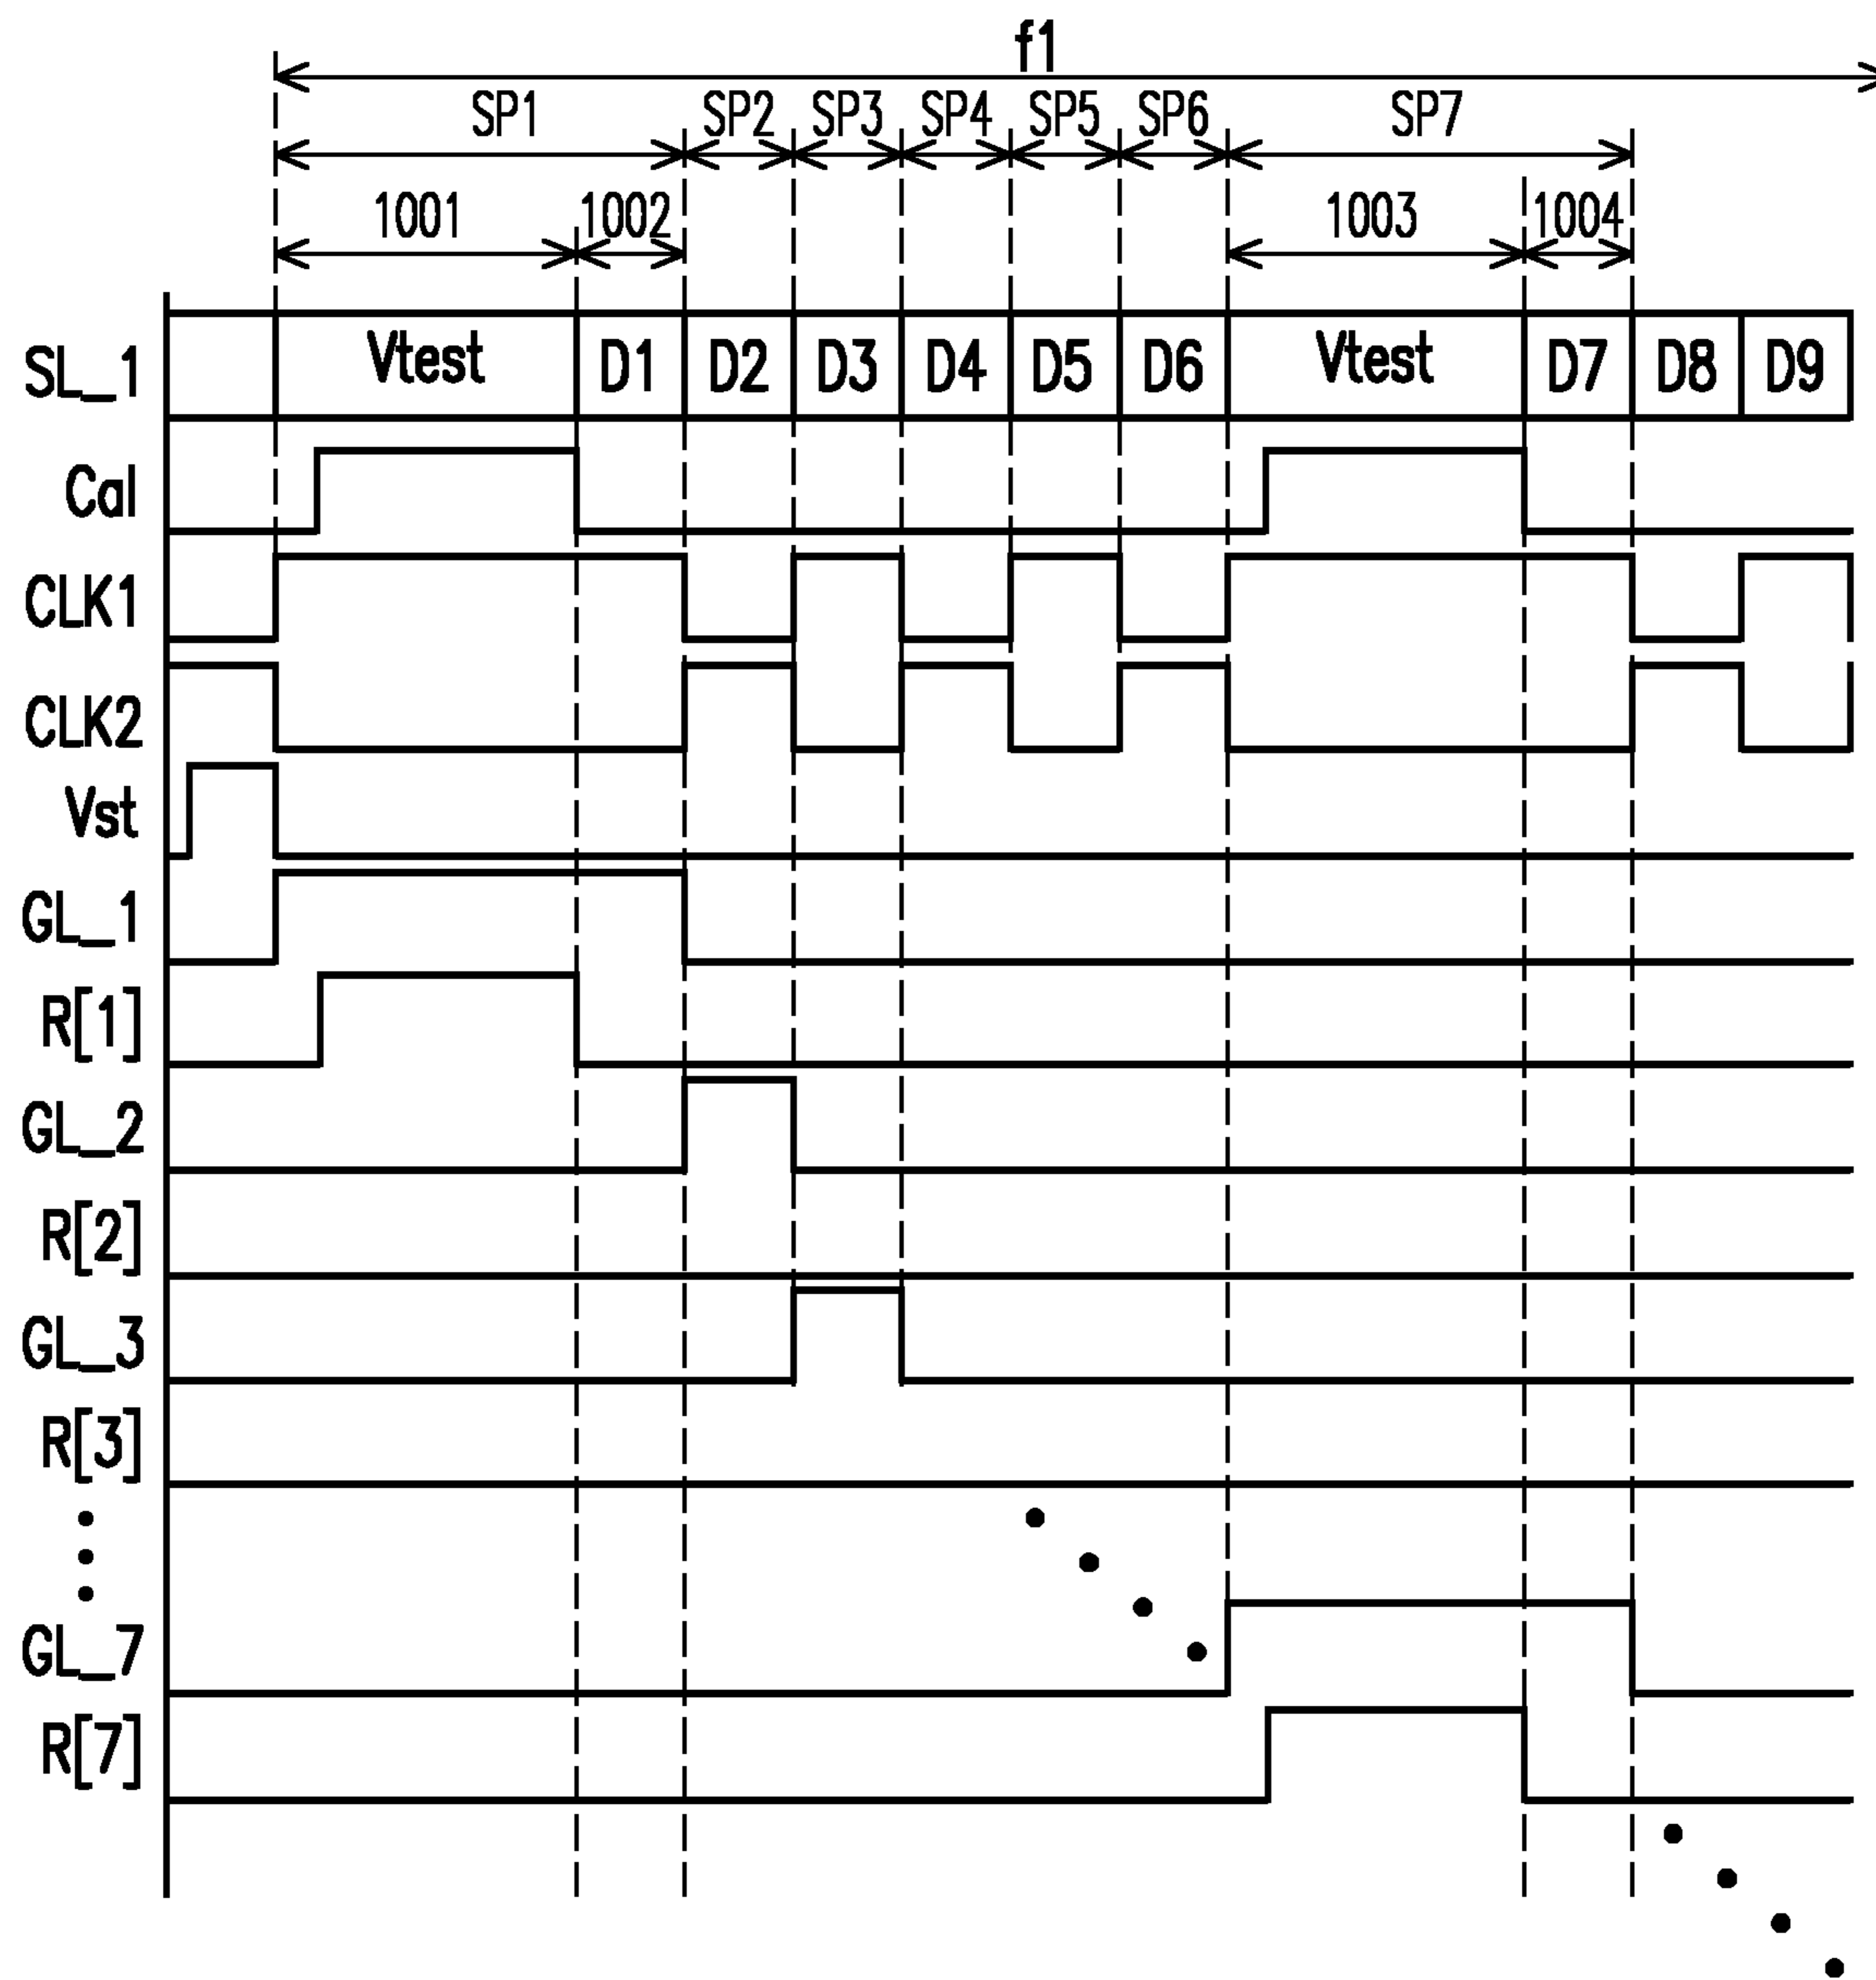 f1
SP1 SP2 SP3 SP4 SP5 SP6 SP7
1001 1002 1003 1004
SL_1 Vtest D1 D2 D3 D4 D5 D6 Vtest D7 D8 D9
Cal
CLK1
CLK2
Vst
GL_1
R[1]
GL_2
R[2]
GL_3
R[3]
GL_7
R[7]